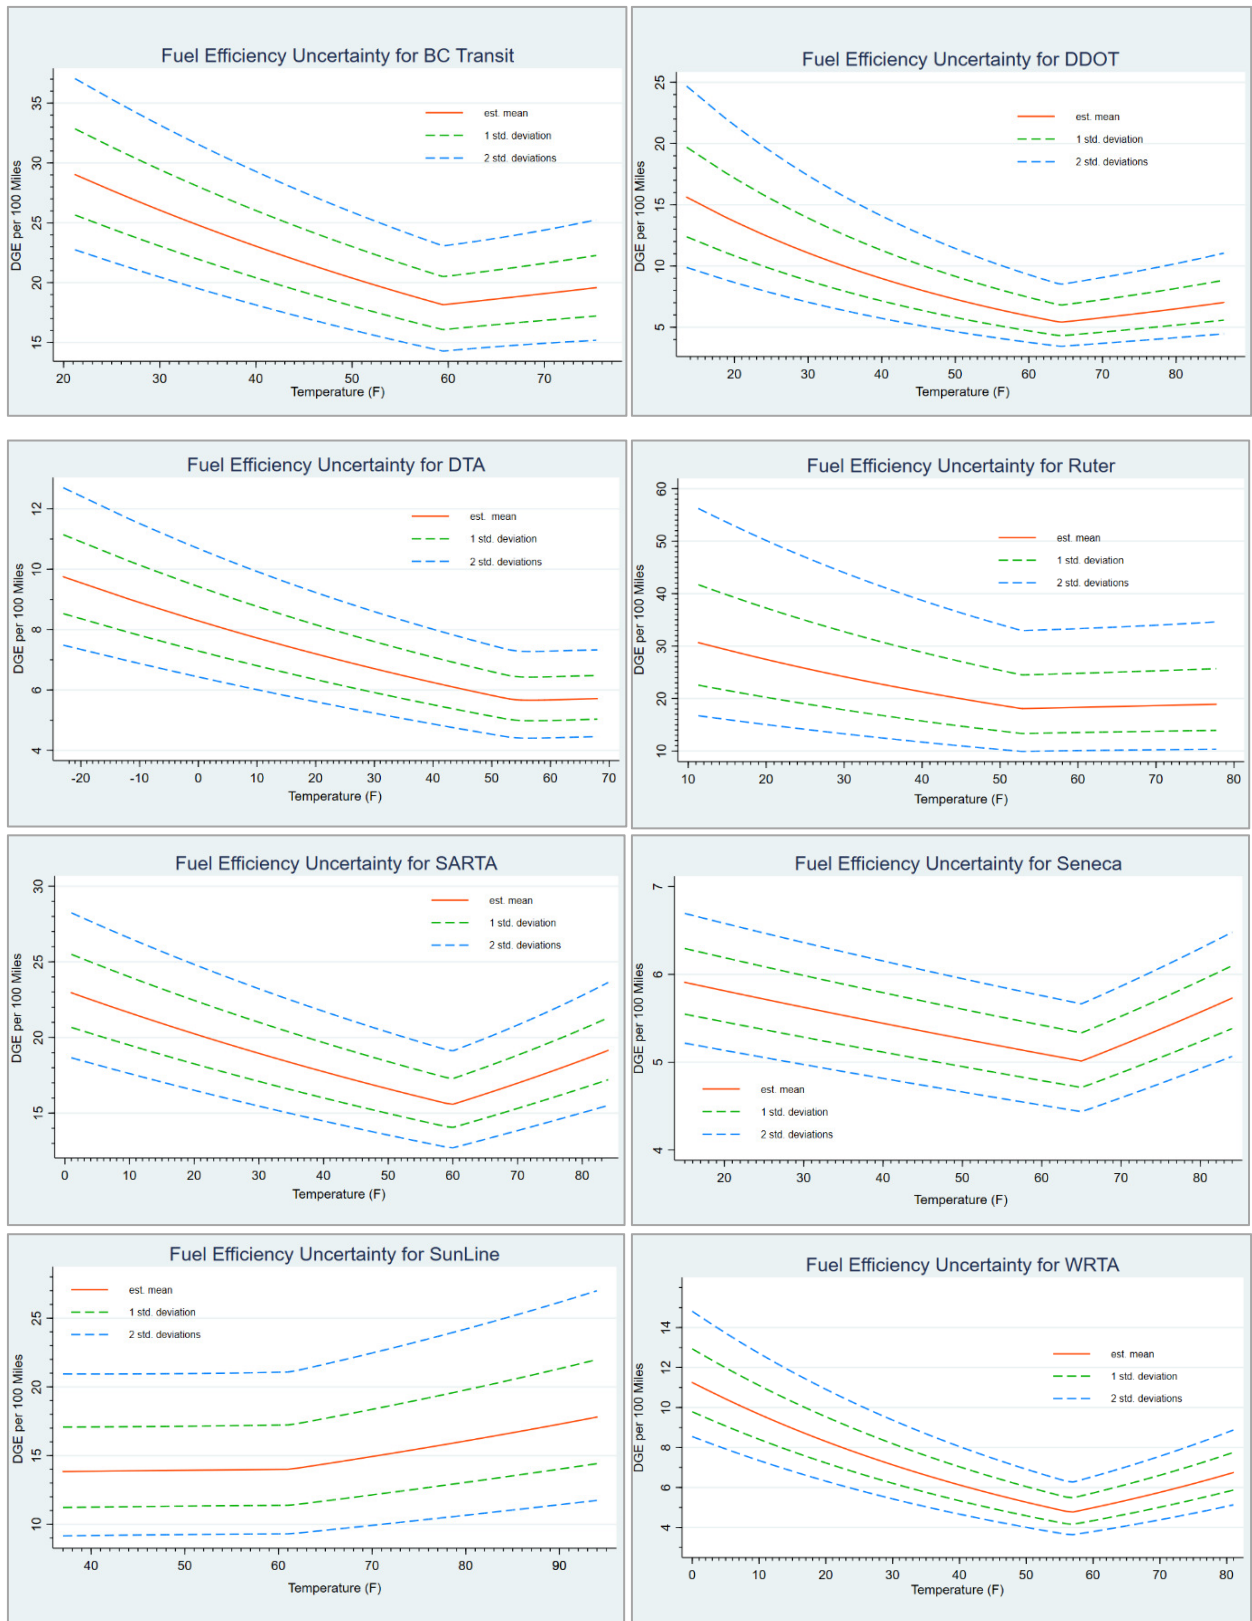 Fuel Efficiency Uncertainty for BC Transit
DGE per 100 Miles
35
30
25
20
15
est. mean
1 std. deviation
2 std. deviations
20 30 40 50 60 70
Temperature (F)
Fuel Efficiency Uncertainty for DDOT
DGE per 100 Miles
25
20
15
10
5
est. mean
1 std. deviation
2 std. deviations
20 30 40 50 60 70 80
Temperature (F)
Fuel Efficiency Uncertainty for DTA
DGE per 100 Miles
12
10
8
6
4
est. mean
1 std. deviation
2 std. deviations
-20 -10 0 10 20 30 40 50 60 70
Temperature (F)
Fuel Efficiency Uncertainty for Ruter
DGE per 100 Miles
60
50
40
30
20
10
est. mean
1 std. deviation
2 std. deviations
10 20 30 40 50 60 70 80
Temperature (F)
Fuel Efficiency Uncertainty for SARTA
DGE per 100 Miles
30
25
20
15
est. mean
1 std. deviation
2 std. deviations
0 10 20 30 40 50 60 70 80
Temperature (F)
Fuel Efficiency Uncertainty for Seneca
DGE per 100 Miles
7
6
5
4
est. mean
1 std. deviation
2 std. deviations
20 30 40 50 60 70 80
Temperature (F)
Fuel Efficiency Uncertainty for SunLine
DGE per 100 Miles
25
20
15
10
est. mean
1 std. deviation
2 std. deviations
40 50 60 70 80 90
Temperature (F)
Fuel Efficiency Uncertainty for WRTA
DGE per 100 Miles
14
12
10
8
6
4
est. mean
1 std. deviation
2 std. deviations
0 10 20 30 40 50 60 70 80
Temperature (F)